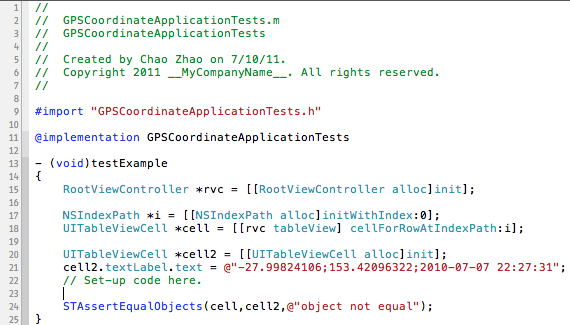 1 //
2 //  GPSCoordinateApplicationTests.m
3 //  GPSCoordinateApplicationTests
4 //
5 //  Created by Chao Zhao on 7/10/11.
6 //  Copyright 2011 __MyCompanyName__. All rights reserved.
7 //
8
9 #import "GPSCoordinateApplicationTests.h"
10
11 @implementation GPSCoordinateApplicationTests
12
13 - (void)testExample
14 {
15     RootViewController *rvc = [[RootViewController alloc]init];
16
17     NSIndexPath *i = [[NSIndexPath alloc]initWithIndex:0];
18     UITableViewCell *cell = [[rvc tableView] cellForRowAtIndexPath:i];
19
20     UITableViewCell *cell2 = [[UITableViewCell alloc]init];
21     cell2.textLabel.text = @"-27.99824106;153.42096322;2010-07-07 22:27:31";
22     // Set-up code here.
23
24     STAssertEqualObjects(cell,cell2,@"object not equal");
25 }